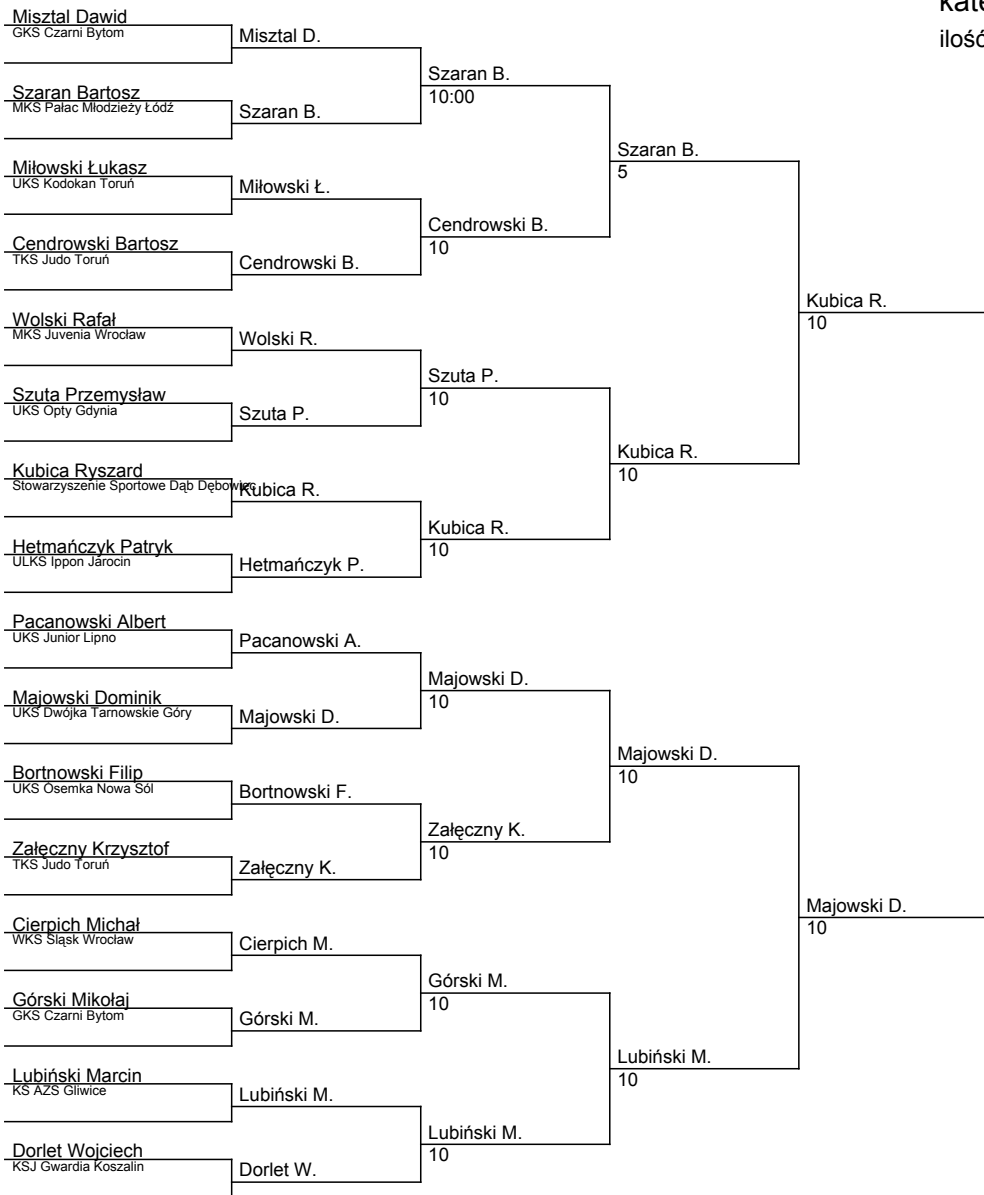 kate
ilość
Misztal Dawid
GKS Czarni Bytom
Misztal D.
Szaran B.
10:00
Szaran Bartosz
MKS Pałac Młodzieży Łódź
Szaran B.
Szaran B.
5
Miłowski Łukasz
UKS Kodokan Toruń
Miłowski Ł.
Cendrowski B.
10
Cendrowski Bartosz
TKS Judo Toruń
Cendrowski B.
Kubica R.
10
Wolski Rafał
MKS Juvenia Wrocław
Wolski R.
Szuta P.
10
Szuta Przemysław
UKS Opty Gdynia
Szuta P.
Kubica R.
10
Kubica Ryszard
Stowarzyszenie Sportowe Dąb Dębowiec
Kubica R.
Kubica R.
10
Hetmańczyk Patryk
ULKS Ippon Jarocin
Hetmańczyk P.
Pacanowski Albert
UKS Junior Lipno
Pacanowski A.
Majowski D.
10
Majowski Dominik
UKS Dwójka Tarnowskie Góry
Majowski D.
Majowski D.
10
Bortnowski Filip
UKS Ósemka Nowa Sól
Bortnowski F.
Załęczny K.
10
Załęczny Krzysztof
TKS Judo Toruń
Załęczny K.
Majowski D.
10
Cierpich Michał
WKS Śląsk Wrocław
Cierpich M.
Górski M.
10
Górski Mikołaj
GKS Czarni Bytom
Górski M.
Lubiński M.
10
Lubiński Marcin
KS AZS Gliwice
Lubiński M.
Lubiński M.
10
Dorlet Wojciech
KSJ Gwardia Koszalin
Dorlet W.